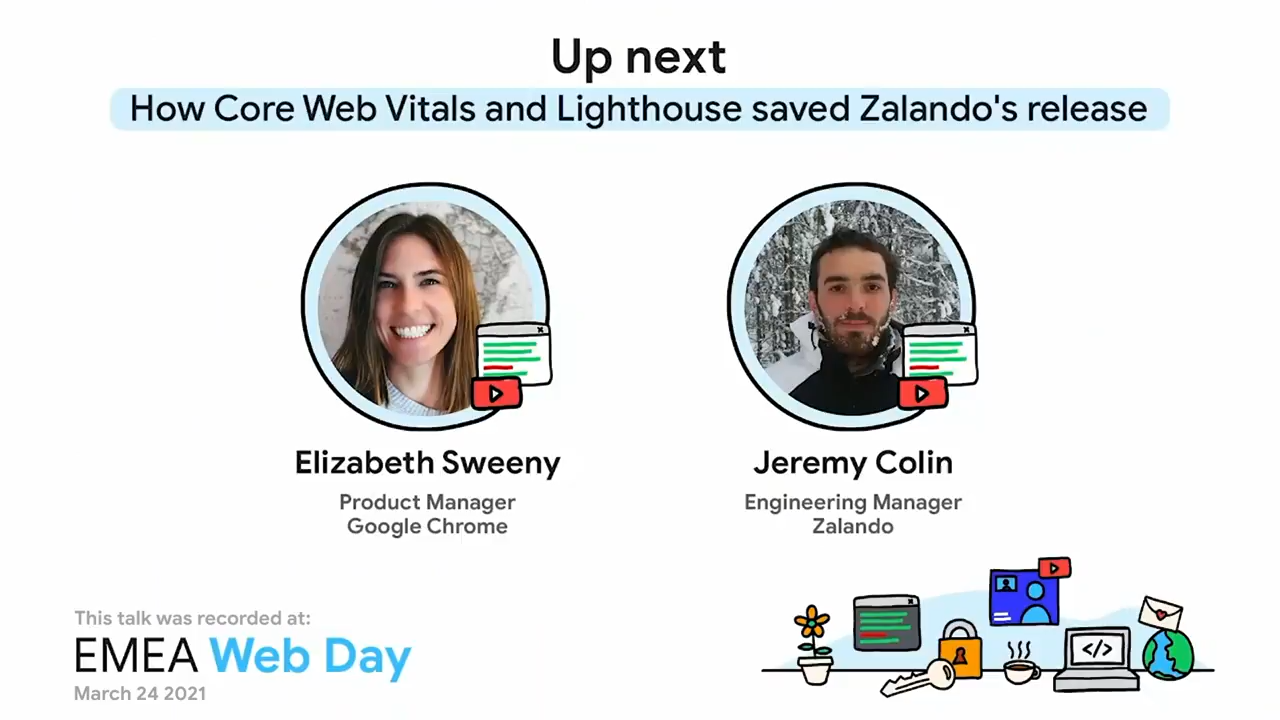 Up next
How Core Web Vitals and Lighthouse saved Zalando's release
Elizabeth Sweeny
Product Manager
Google Chrome
Jeremy Colin
Engineering Manager
Zalando
This talk was recorded at:
EMEA Web Day
March 24 2021